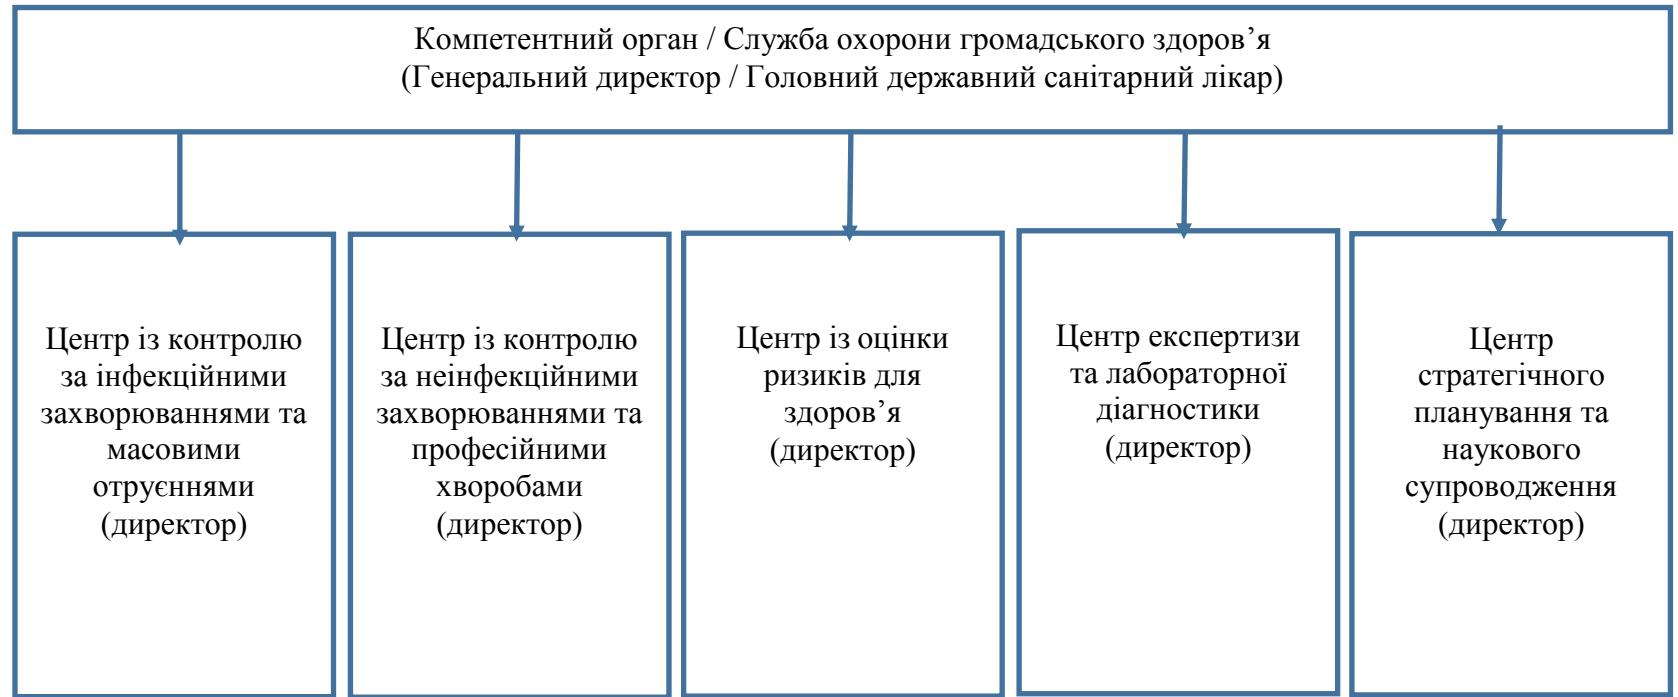 Компетентний орган / Служба охорони громадського здоров’я
(Генеральний директор / Головний державний санітарний лікар)
Центр із контролю
за інфекційними
захворюваннями та
масовими
отруєннями
(директор)
Центр із контролю
за неінфекційними
захворюваннями та
професійними
хворобами
(директор)
Центр із оцінки
ризиків для
здоров’я
(директор)
Центр експертизи
та лабораторної
діагностики
(директор)
Центр
стратегічного
планування та
наукового
супроводження
(директор)